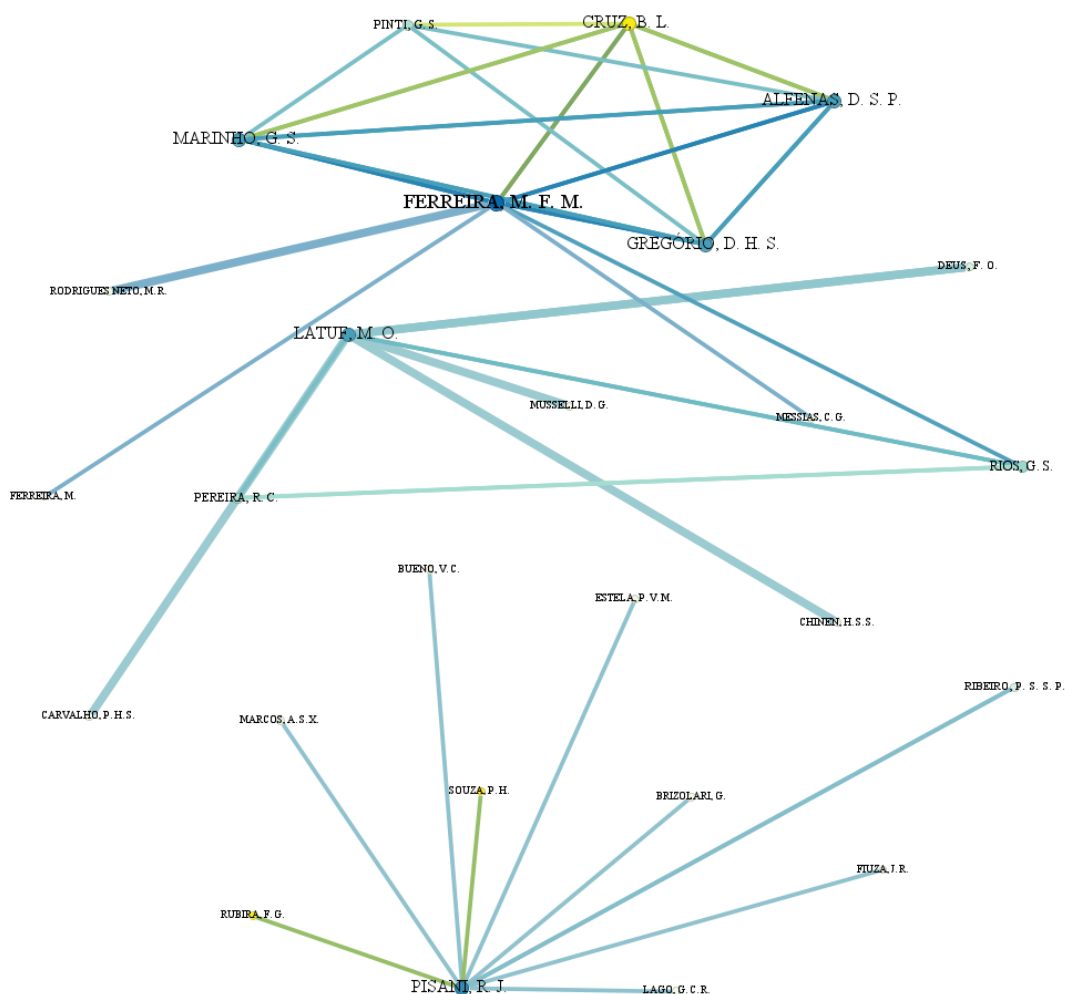 PINTI, G. S.
CRUZ, B. L.
ALFENAS, D. S. P.
MARINHO, G. S.
FERREIRA, M. F. M.
GREGÓRIO, D. H. S.
DEUS, F. O.
RODRIGUES NETO, M.R.
LATUF, M. O.
MUSSELLI, D. G.
MESSIAS, C. G.
RIOS, G. S.
FERREIRA, M.
PEREIRA, R. C.
BUENO, V.C.
ESTELA, P.V.M.
CHINEN, H.S.S.
RIBEIRO, P. S. S. P.
CARVALHO, P.H.S.
MARCOS, A.S.X.
SOUZA, P. H.
BRIZOLARI, G.
FIUZA, J. R.
RUBIRA, F. G.
PISANI, R. J.
LAGO, G. C. R.